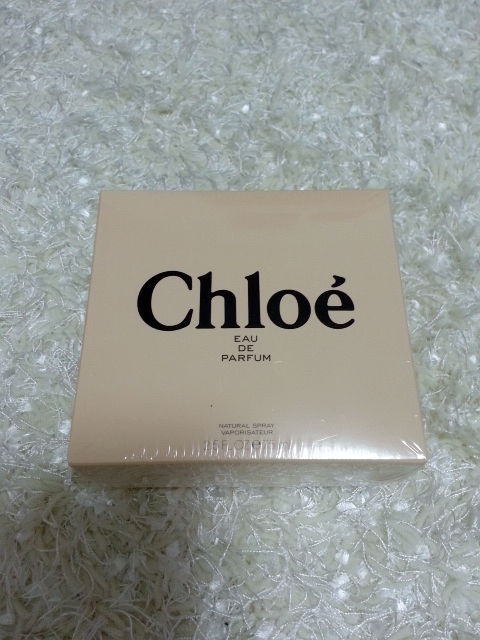 Chloé
EAU
DE
PARFUM
NATURAL SPRAY
VAPORISATEUR